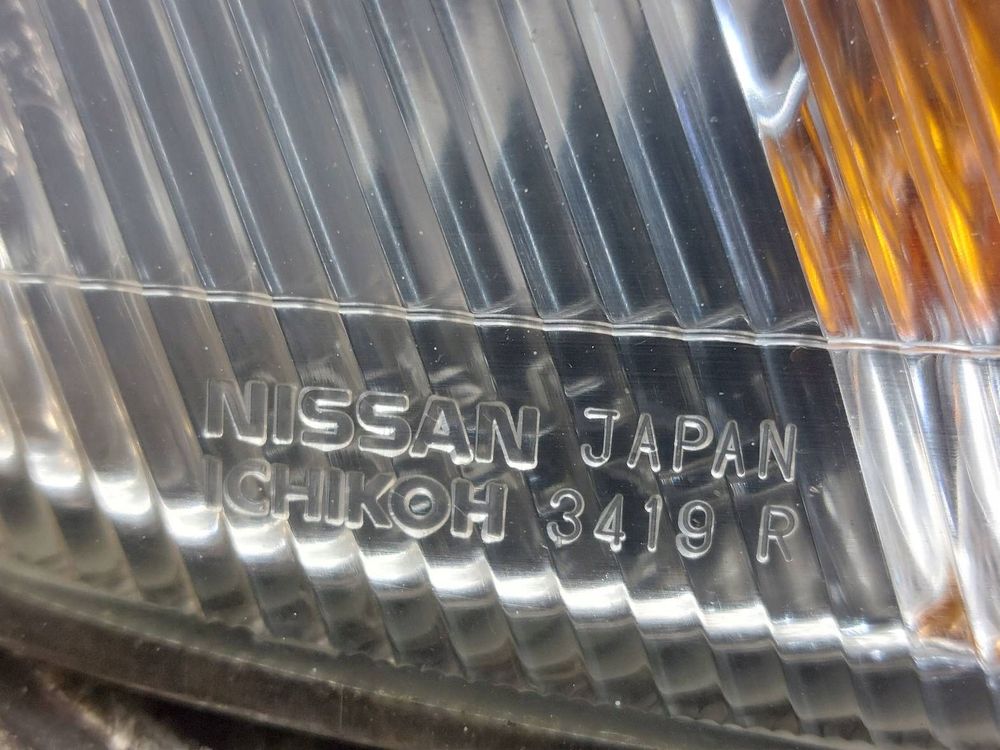 NISSAN JAPAN
ICHIKOH 3419 R